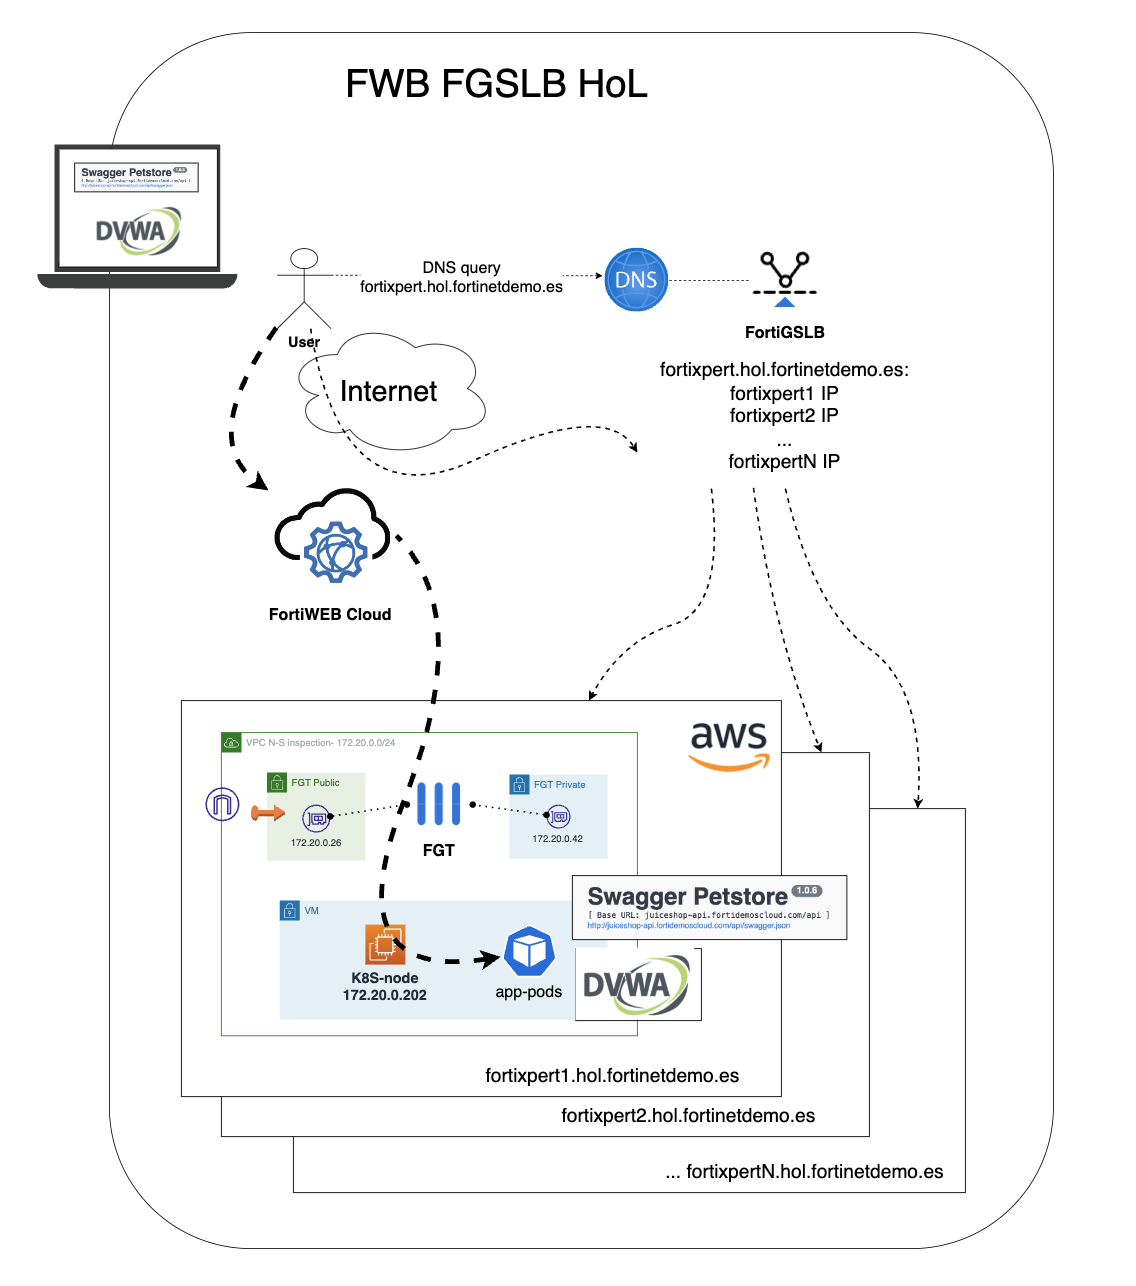 FWB FGSLB HoL
Swagger Petstore 1.0.6
[ Base URL: juiceshop-api.fortidemoscloud.com/api ]
http://juiceshop-api.fortidemoscloud.com/api/swagger.json
DVWA
DNS query
fortixpert.hol.fortinetdemo.es
DNS
User
FortiGSLB
Internet
fortixpert.hol.fortinetdemo.es:
fortixpert1 IP
fortixpert2 IP
...
fortixpertN IP
FortiWEB Cloud
aws
VPC N-S inspection- 172.20.0.0/24
FGT Public
172.20.0.26
FGT
FGT Private
172.20.0.42
VM
K8S-node
172.20.0.202
app-pods
Swagger Petstore 1.0.6
[ Base URL: juiceshop-api.fortidemoscloud.com/api ]
http://juiceshop-api.fortidemoscloud.com/api/swagger.json
DVWA
fortixpert1.hol.fortinetdemo.es
fortixpert2.hol.fortinetdemo.es
... fortixpertN.hol.fortinetdemo.es